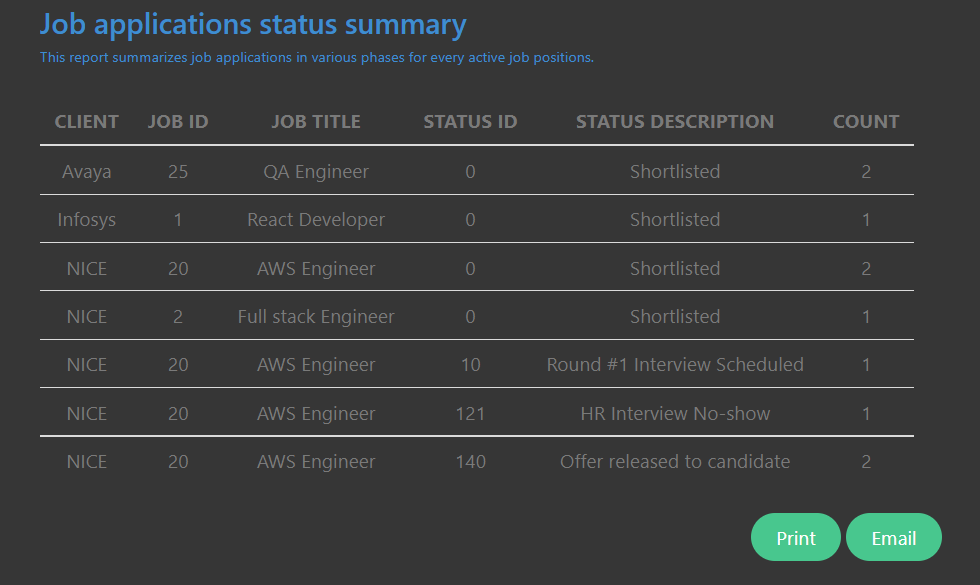 Job applications status summary
This report summarizes job applications in various phases for every active job positions.
CLIENT JOB ID JOB TITLE STATUS ID STATUS DESCRIPTION COUNT
Avaya 25 QA Engineer 0 Shortlisted 2
Infosys 1 React Developer 0 Shortlisted 1
NICE 20 AWS Engineer 0 Shortlisted 2
NICE 2 Full stack Engineer 0 Shortlisted 1
NICE 20 AWS Engineer 10 Round #1 Interview Scheduled 1
NICE 20 AWS Engineer 121 HR Interview No-show 1
NICE 20 AWS Engineer 140 Offer released to candidate 2
Print Email